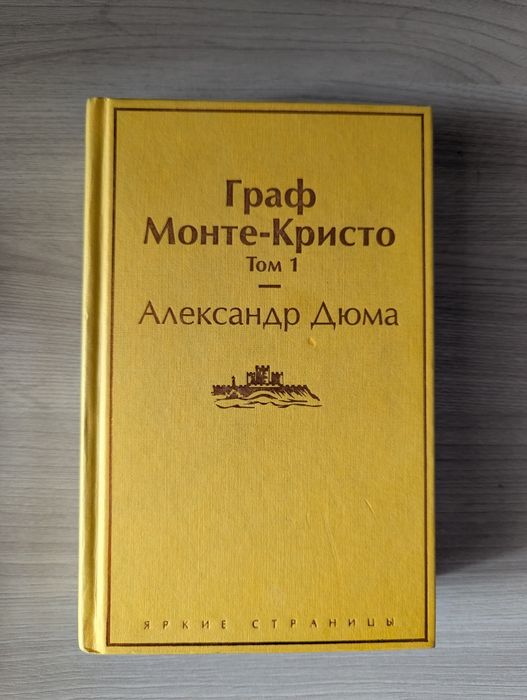 Граф
Монте-Кристо
Том 1
Александр Дюма
ЯРКИЕ СТРАНИЦЫ